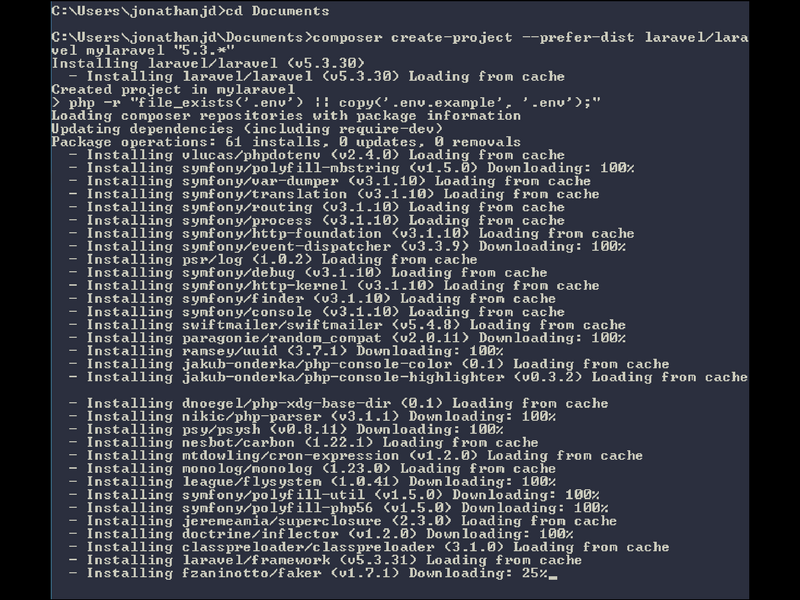 C:\Users\jonathanjd>cd Documents
C:\Users\jonathanjd\Documents>composer create-project --prefer-dist laravel/lara
vel mylaravel "5.3.*"
Installing laravel/laravel (v5.3.30)
  - Installing laravel/laravel (v5.3.30) Loading from cache
Created project in mylaravel
> php -r "file_exists('.env') || copy('.env.example', '.env');"
Loading composer repositories with package information
Updating dependencies (including require-dev)
Package operations: 61 installs, 0 updates, 0 removals
  - Installing vlucas/phpdotenv (v2.4.0) Loading from cache
  - Installing symfony/polyfill-mbstring (v1.5.0) Downloading: 100%
  - Installing symfony/var-dumper (v3.1.10) Loading from cache
  - Installing symfony/translation (v3.1.10) Loading from cache
  - Installing symfony/routing (v3.1.10) Loading from cache
  - Installing symfony/process (v3.1.10) Loading from cache
  - Installing symfony/http-foundation (v3.1.10) Loading from cache
  - Installing symfony/event-dispatcher (v3.3.9) Downloading: 100%
  - Installing psr/log (1.0.2) Loading from cache
  - Installing symfony/debug (v3.1.10) Loading from cache
  - Installing symfony/http-kernel (v3.1.10) Loading from cache
  - Installing symfony/finder (v3.1.10) Loading from cache
  - Installing symfony/console (v3.1.10) Loading from cache
  - Installing swiftmailer/swiftmailer (v5.4.8) Loading from cache
  - Installing paragonie/random_compat (v2.0.11) Downloading: 100%
  - Installing ramsey/uuid (3.7.1) Downloading: 100%
  - Installing jakub-onderka/php-console-color (0.1) Loading from cache
  - Installing jakub-onderka/php-console-highlighter (v0.3.2) Loading from cache
  - Installing dnoegel/php-xdg-base-dir (0.1) Loading from cache
  - Installing nikic/php-parser (v3.1.1) Downloading: 100%
  - Installing psy/psysh (v0.8.11) Downloading: 100%
  - Installing nesbot/carbon (1.22.1) Loading from cache
  - Installing mtdowling/cron-expression (v1.2.0) Loading from cache
  - Installing monolog/monolog (1.23.0) Loading from cache
  - Installing league/flysystem (1.0.41) Downloading: 100%
  - Installing symfony/polyfill-util (v1.5.0) Downloading: 100%
  - Installing symfony/polyfill-php56 (v1.5.0) Downloading: 100%
  - Installing jeremeamia/superclosure (2.3.0) Loading from cache
  - Installing doctrine/inflector (v1.2.0) Downloading: 100%
  - Installing classpreloader/classpreloader (3.1.0) Loading from cache
  - Installing laravel/framework (v5.3.31) Loading from cache
  - Installing fzaninotto/faker (v1.7.1) Downloading: 25%_